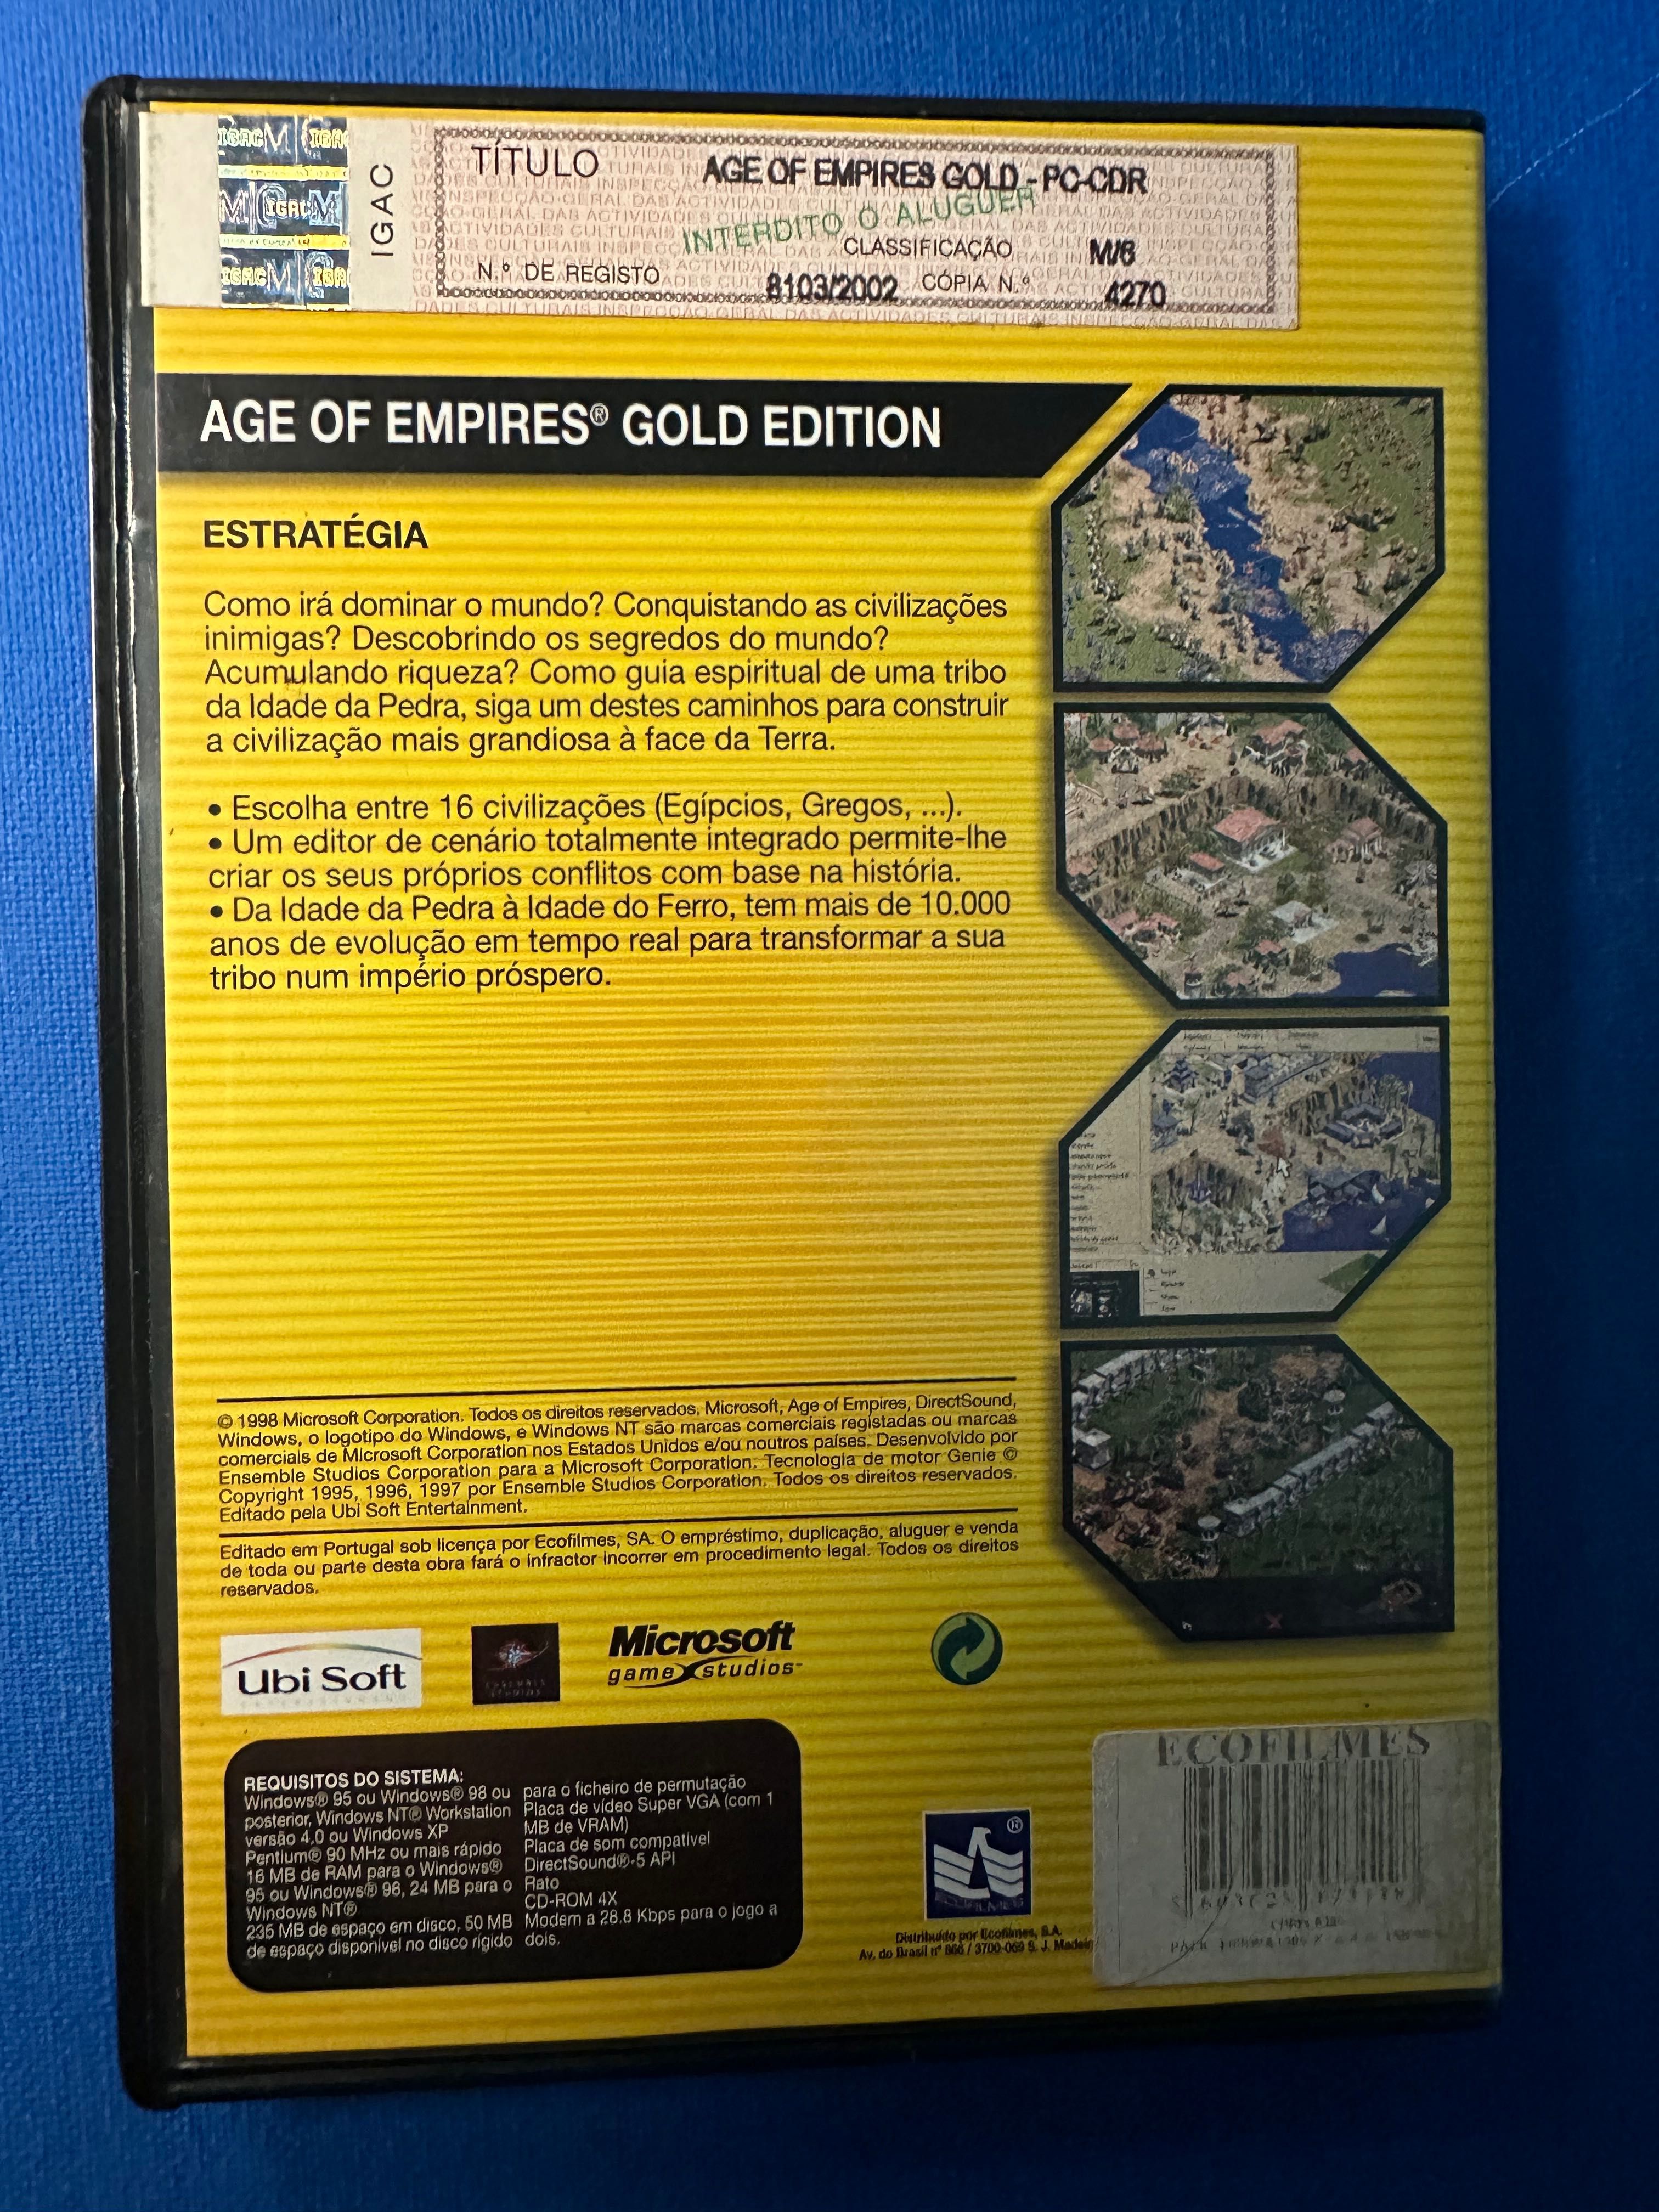 IGAC
TÍTULO AGE OF EMPIRES GOLD - PC-CDR
INTERDITO O ALUGUER
CLASSIFICAÇÃO M/6
N.º DE REGISTO 8103/2002 CÓPIA N.º 4270
AGE OF EMPIRES® GOLD EDITION
ESTRATÉGIA
Como irá dominar o mundo? Conquistando as civilizações
inimigas? Descobrindo os segredos do mundo?
Acumulando riqueza? Como guia espiritual de uma tribo
da Idade da Pedra, siga um destes caminhos para construir
a civilização mais grandiosa à face da Terra.
• Escolha entre 16 civilizações (Egípcios, Gregos, ...).
• Um editor de cenário totalmente integrado permite-lhe
criar os seus próprios conflitos com base na história.
• Da Idade da Pedra à Idade do Ferro, tem mais de 10.000
anos de evolução em tempo real para transformar a sua
tribo num império próspero.
© 1998 Microsoft Corporation. Todos os direitos reservados. Microsoft, Age of Empires, DirectSound,
Windows, o logotipo do Windows, e Windows NT são marcas comerciais registadas ou marcas
comerciais de Microsoft Corporation nos Estados Unidos e/ou noutros países. Desenvolvido por
Ensemble Studios Corporation para a Microsoft Corporation. Tecnologia de motor Genie ©
Copyright 1995, 1996, 1997 por Ensemble Studios Corporation. Todos os direitos reservados.
Editado pela Ubi Soft Entertainment.
Editado em Portugal sob licença por Ecofilmes, SA. O empréstimo, duplicação, aluguer e venda
de toda ou parte desta obra fará o infractor incorrer em procedimento legal. Todos os direitos
reservados.
Ubi Soft
ENSEMBLE
STUDIOS
Microsoft
game studios™
REQUISITOS DO SISTEMA:
Windows® 95 ou Windows® 98 ou
posterior, Windows NT® Workstation
versão 4.0 ou Windows XP
Pentium® 90 MHz ou mais rápido
16 MB de RAM para o Windows®
95 ou Windows® 98, 24 MB para o
Windows NT®
235 MB de espaço em disco, 50 MB
de espaço disponível no disco rígido
para o ficheiro de permutação
Placa de vídeo Super VGA (com 1
MB de VRAM)
Placa de som compatível
DirectSound®-5 API
Rato
CD-ROM 4X
Modem a 28.8 Kbps para o jogo a
dois.
ECOFILMES
Distribuído por Ecofilmes, S.A.
Av. do Brasil nº 866 / 3700-069 S. J. Madeir
ECOFILMES